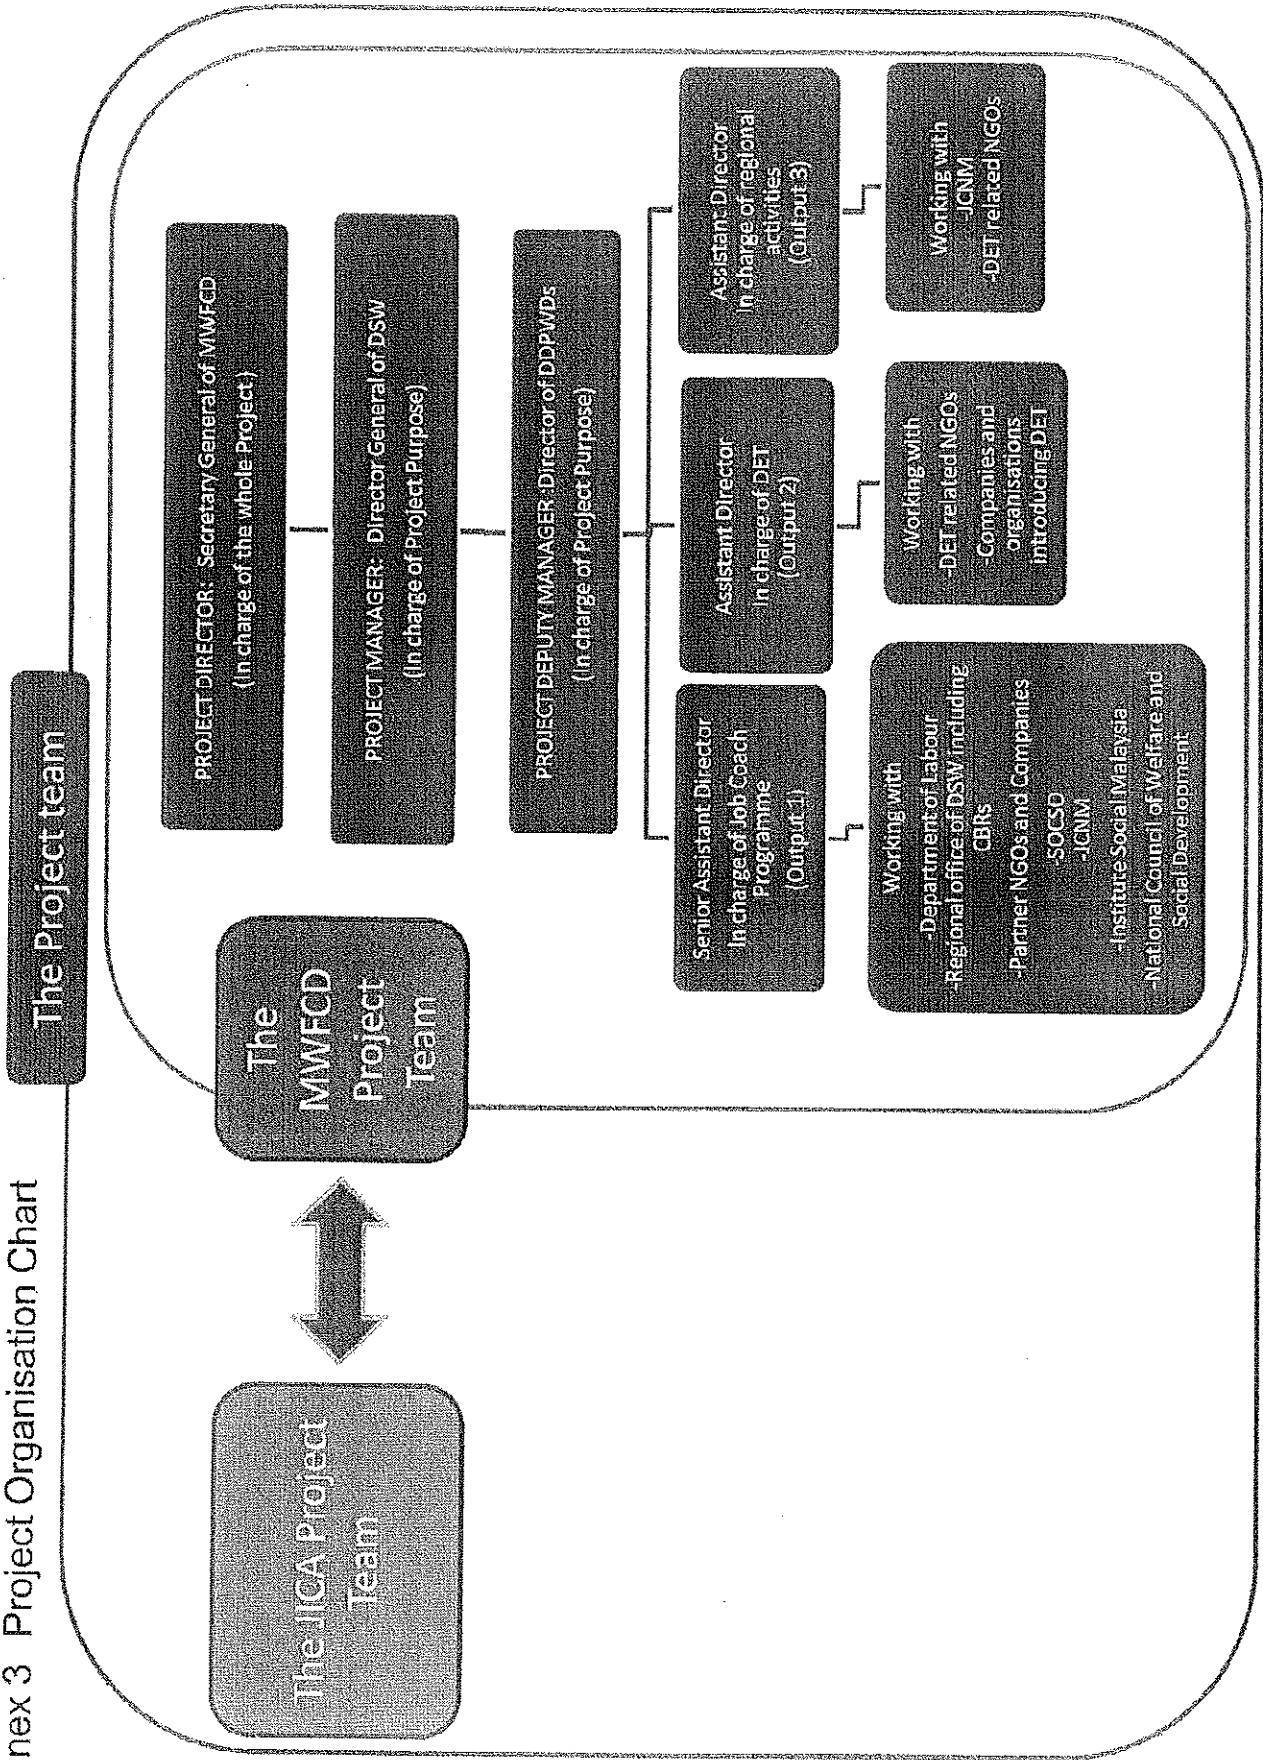 nex 3 Project Organisation Chart
The Project team
The JICA Project
Team
The
MWFCD
Project
Team
PROJECT DIRECTOR: Secretary General of MWFCD
(In charge of the whole Project )
PROJECT MANAGER: Director General of DSW
(In charge of Project Purpose)
PROJECT DEPUTY MANAGER: Director of DDPWDs
(In charge of Project Purpose)
Senior Assistant Director
In charge of Job Coach
Programme
(Output 1)
Working with
-Department of Labour
-Regional office of DSW including
CBRs
-Partner NGOs and Companies
-SOCSO
-JCNM
-Institute Social Malaysia
-National Council of Welfare and
Social Development
Assistant Director
In charge of DET
(Output 2)
Working with
-DET related NGOs
-Companies and
organisations
introducing DET
Assistant Director
In charge of regional
activities
(Output 3)
Working with
-JCNM
-DET related NGOs